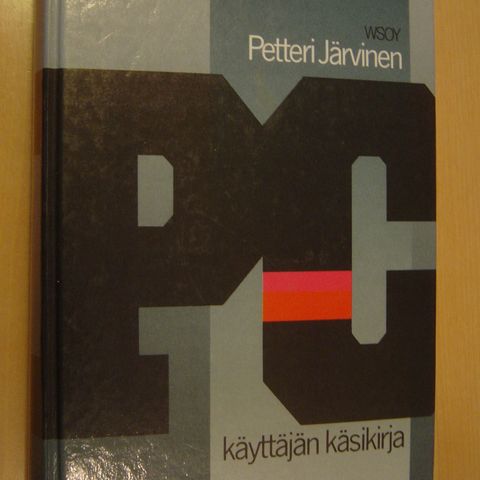 WSOY
Petteri Järvinen
PC
käyttäjän käsikirja